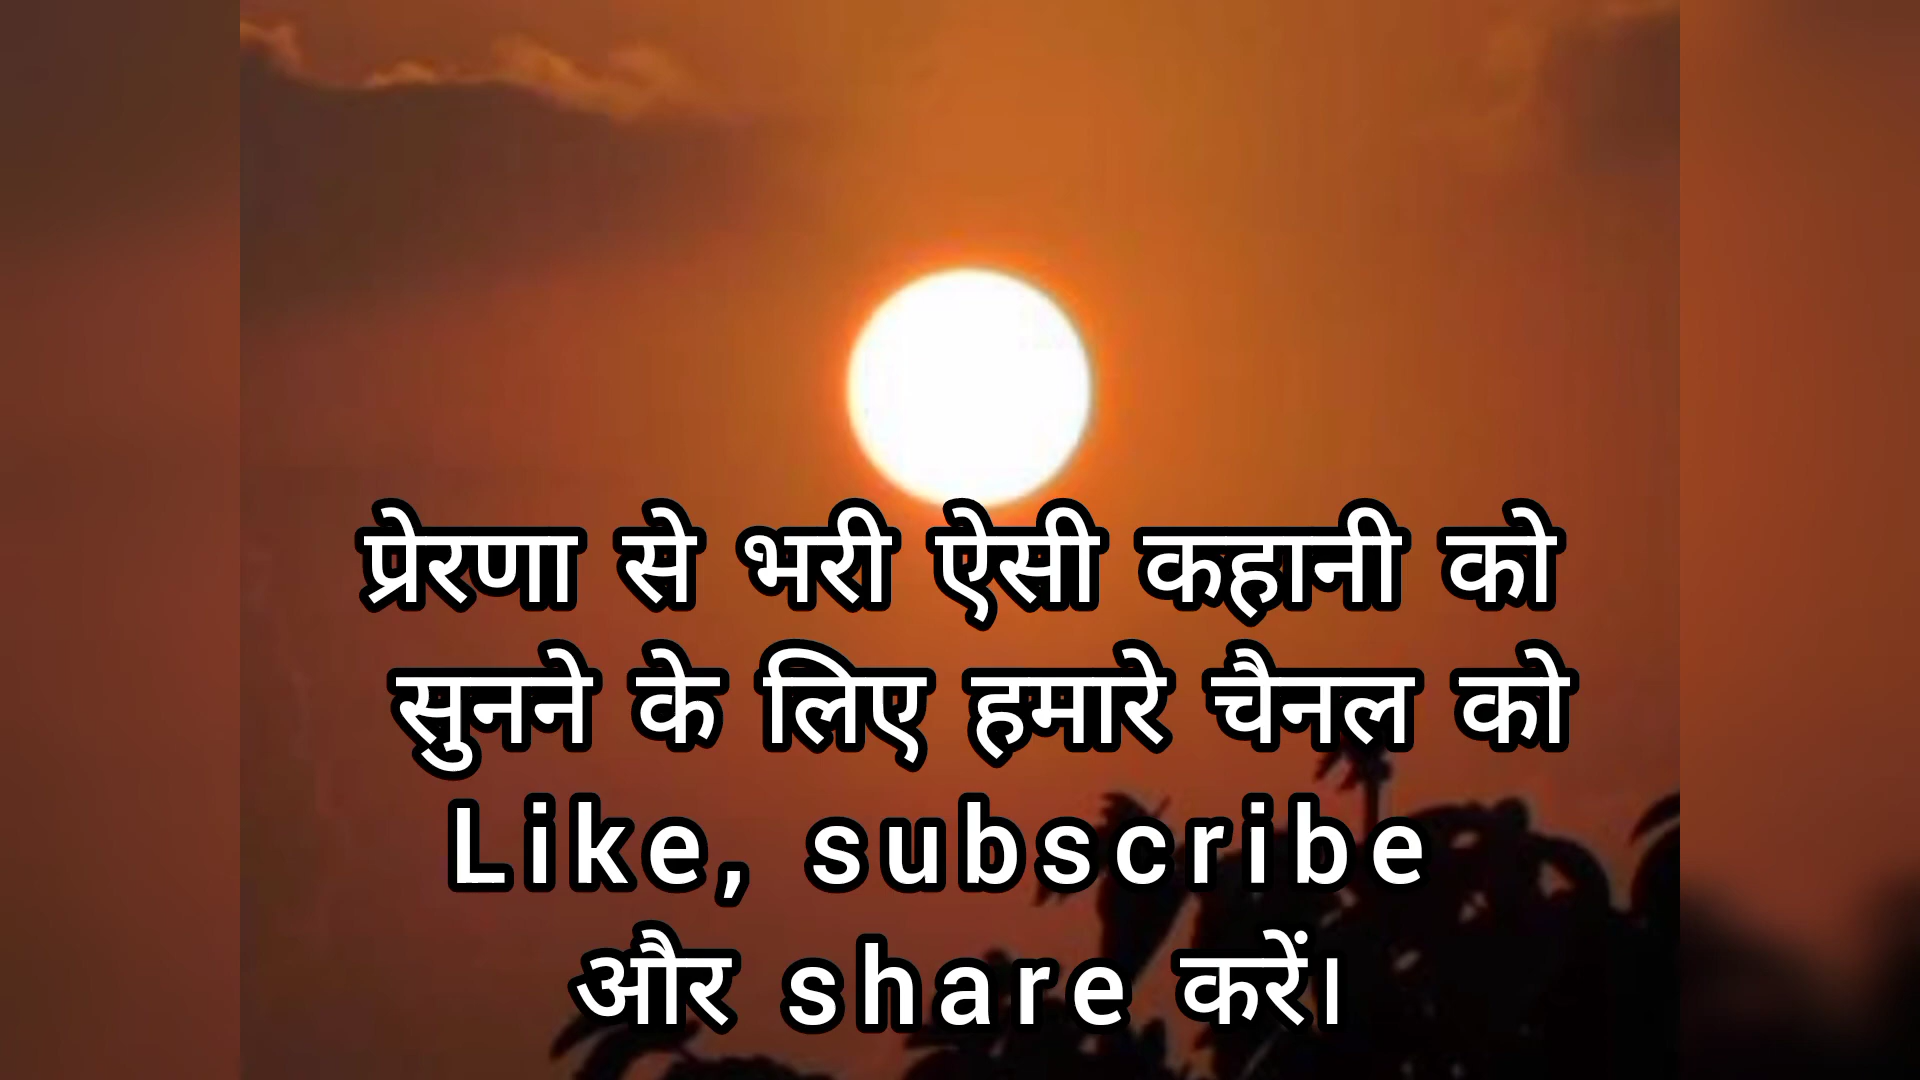 प्रेरणा से भरी ऐसी कहानी को
सुनने के लिए हमारे चैनल को
Like, subscribe
और share करें।